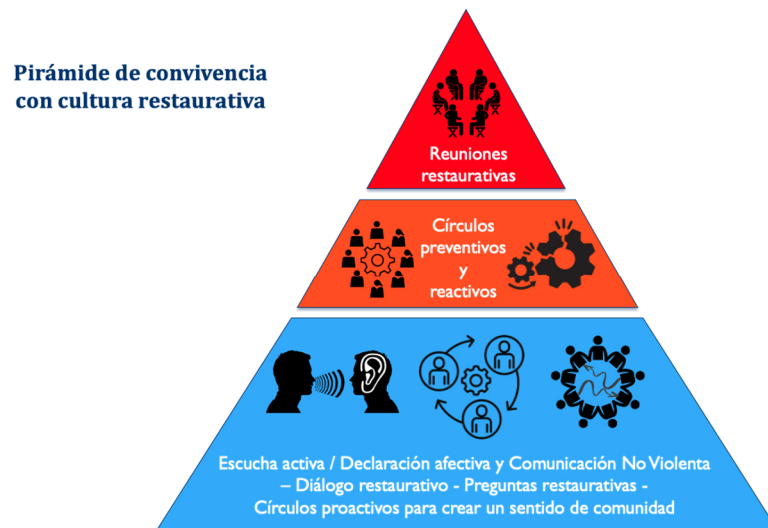 Pirámide de convivencia
con cultura restaurativa
Reuniones
restaurativas
Círculos
preventivos
y
reactivos
Escucha activa / Declaración afectiva y Comunicación No Violenta
– Diálogo restaurativo - Preguntas restaurativas -
Círculos proactivos para crear un sentido de comunidad